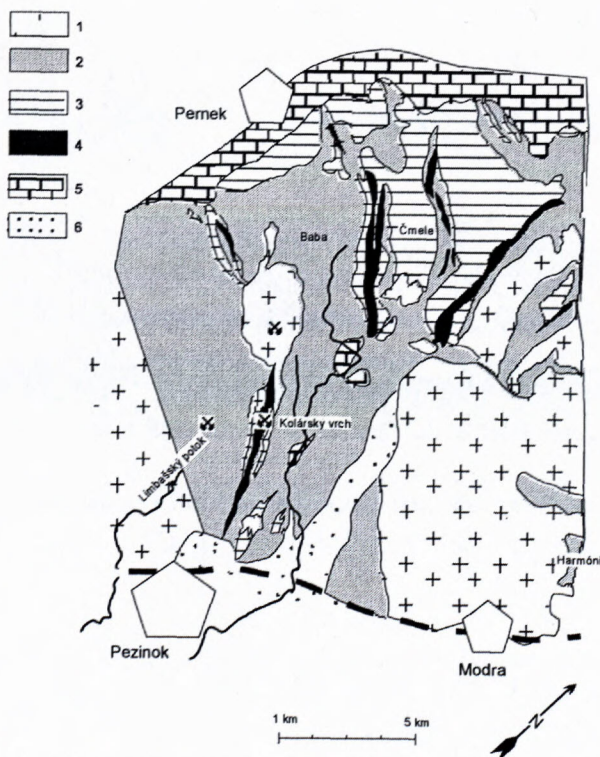 1
2
3
4
5
6
Pernek
Baba
Čmele
Kolársky vrch
Limbašský potok
Harmóni
Pezinok
Modra
1 km
5 km
N